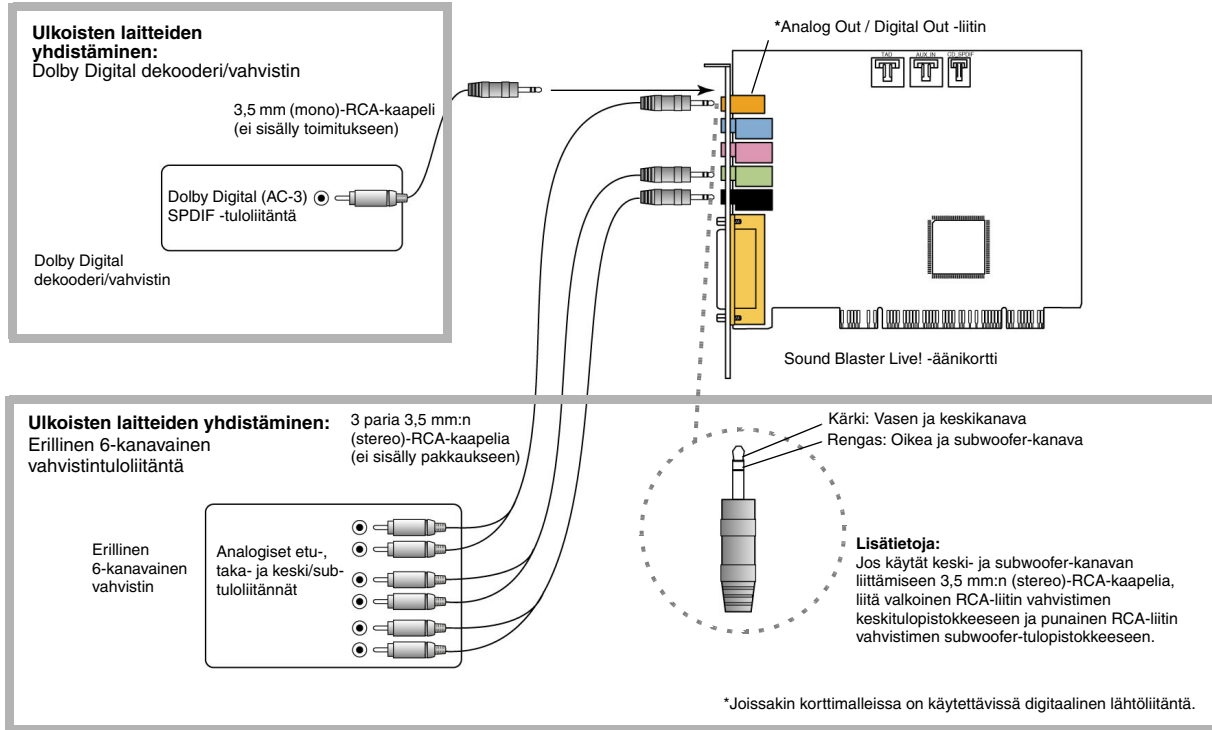 Ulkoisten laitteiden
yhdistäminen:
Dolby Digital dekooderi/vahvistin
3,5 mm (mono)-RCA-kaapeli
(ei sisälly toimitukseen)
Dolby Digital (AC-3)
SPDIF -tuloliitäntä
Dolby Digital
dekooderi/vahvistin
*Analog Out / Digital Out -liitin
TAD
AUX_IN
CD_SPDIF
Sound Blaster Live! -äänikortti
Ulkoisten laitteiden yhdistäminen:
Erillinen 6-kanavainen
vahvistintuloliitäntä
3 paria 3,5 mm:n
(stereo)-RCA-kaapelia
(ei sisälly pakkaukseen)
Erillinen
6-kanavainen
vahvistin
Analogiset etu-,
taka- ja keski/sub-
tuloliitännät
Kärki: Vasen ja keskikanava
Rengas: Oikea ja subwoofer-kanava
Lisätietoja:
Jos käytät keski- ja subwoofer-kanavan
liittämiseen 3,5 mm:n (stereo)-RCA-kaapelia,
liitä valkoinen RCA-liitin vahvistimen
keskitulopistokkeeseen ja punainen RCA-liitin
vahvistimen subwoofer-tulopistokkeeseen.
*Joissakin korttimalleissa on käytettävissä digitaalinen lähtöliitäntä.